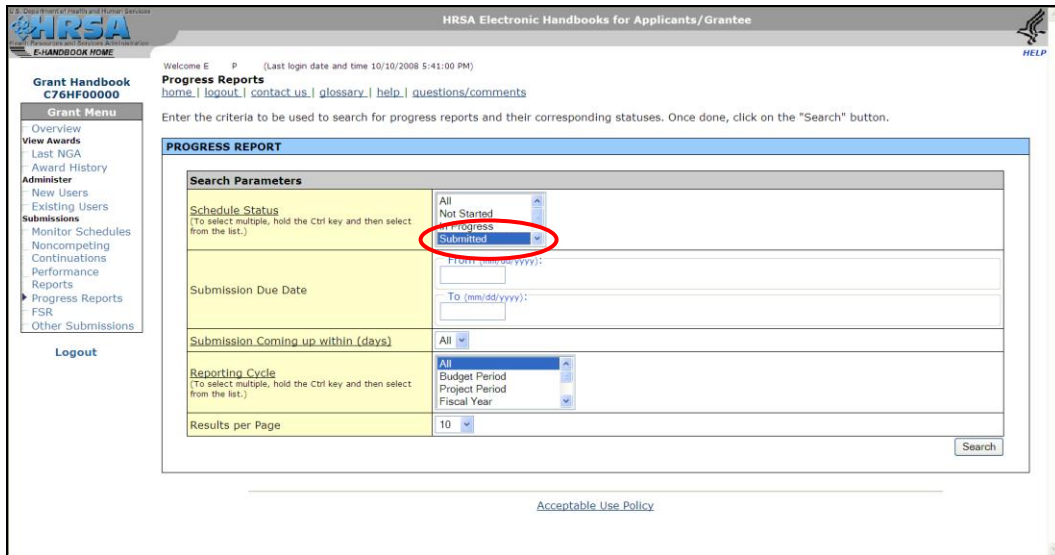 U.S. Department of Health and Human Services
HRSA
Health Resources and Services Administration
HRSA Electronic Handbooks for Applicants/Grantee
E-HANDBOOK HOME
HELP
Welcome E P (Last login date and time 10/10/2008 5:41:00 PM)
Progress Reports
home | logout | contact us | glossary | help | questions/comments
Enter the criteria to be used to search for progress reports and their corresponding statuses. Once done, click on the "Search" button.
Grant Handbook
C76HF00000
Grant Menu
Overview
View Awards
Last NGA
Award History
Administer
New Users
Existing Users
Submissions
Monitor Schedules
Noncompeting
Continuations
Performance
Reports
Progress Reports
FSR
Other Submissions
Logout
PROGRESS REPORT
Search Parameters
Schedule Status
(To select multiple, hold the Ctrl key and then select
from the list.)
All
Not Started
In Progress
Submitted
Submission Due Date
From (mm/dd/yyyy):
To (mm/dd/yyyy):
Submission Coming up within (days)
All
Reporting Cycle
(To select multiple, hold the Ctrl key and then select
from the list.)
All
Budget Period
Project Period
Fiscal Year
Results per Page
10
Search
Acceptable Use Policy